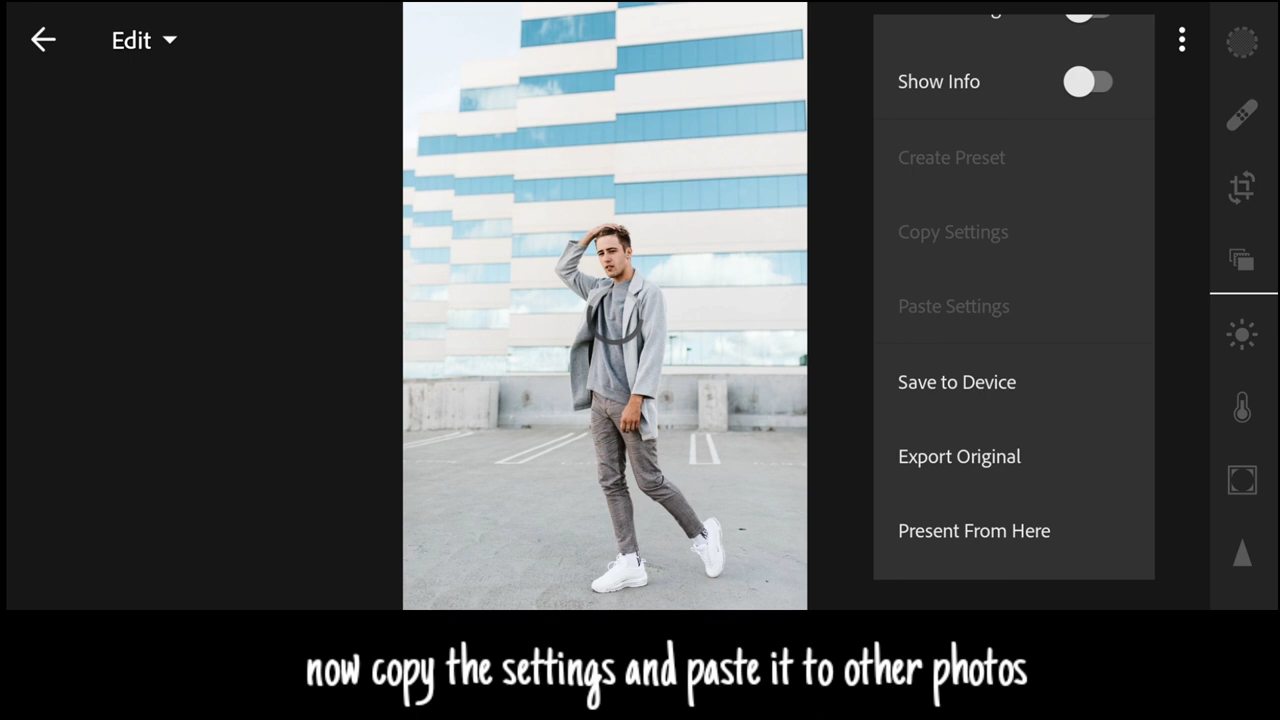 Edit
Show Info
Create Preset
Copy Settings
Paste Settings
Save to Device
Export Original
Present From Here
now copy the settings and paste it to other photos